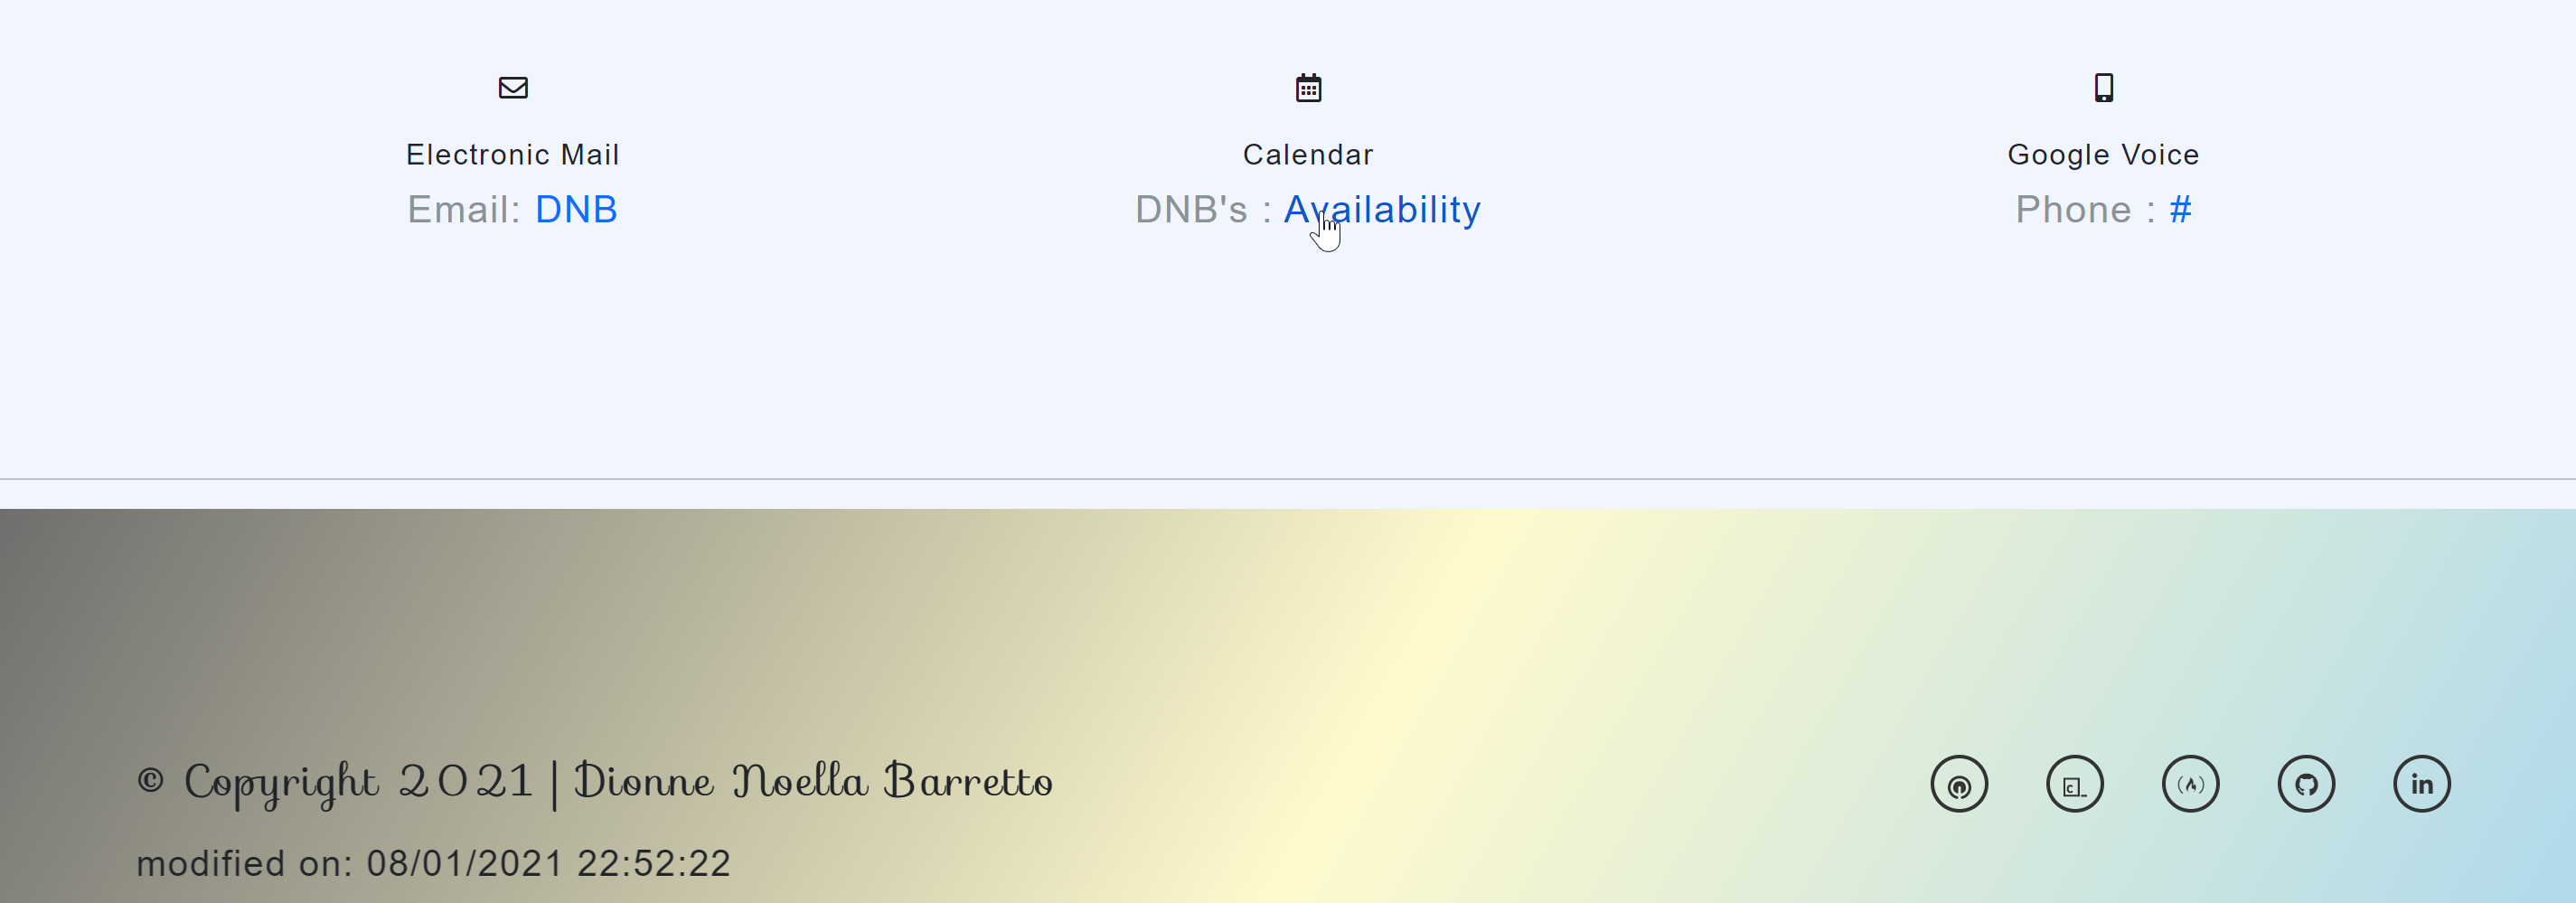 Electronic Mail
Email: DNB
Calendar
DNB's : Availability
Google Voice
Phone : #
© Copyright 2021 | Dionne Noella Barretto
modified on: 08/01/2021 22:52:22
in